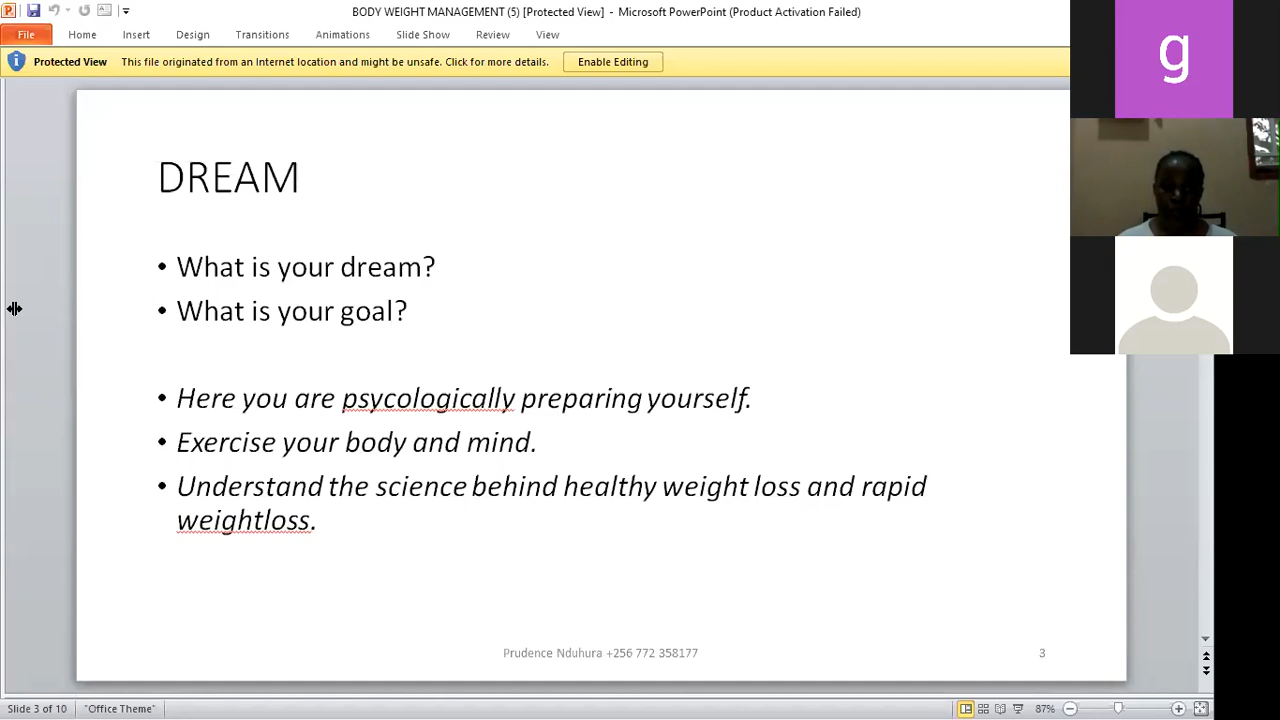 BODY WEIGHT MANAGEMENT (5) [Protected View] - Microsoft PowerPoint (Product Activation Failed)
File Home Insert Design Transitions Animations Slide Show Review View
Protected View This file originated from an Internet location and might be unsafe. Click for more details. Enable Editing
g
DREAM
• What is your dream?
• What is your goal?
• Here you are psycologically preparing yourself.
• Exercise your body and mind.
• Understand the science behind healthy weight loss and rapid
weightloss.
Prudence Nduhura +256 772 358177 3
Slide 3 of 10 "Office Theme" 87%